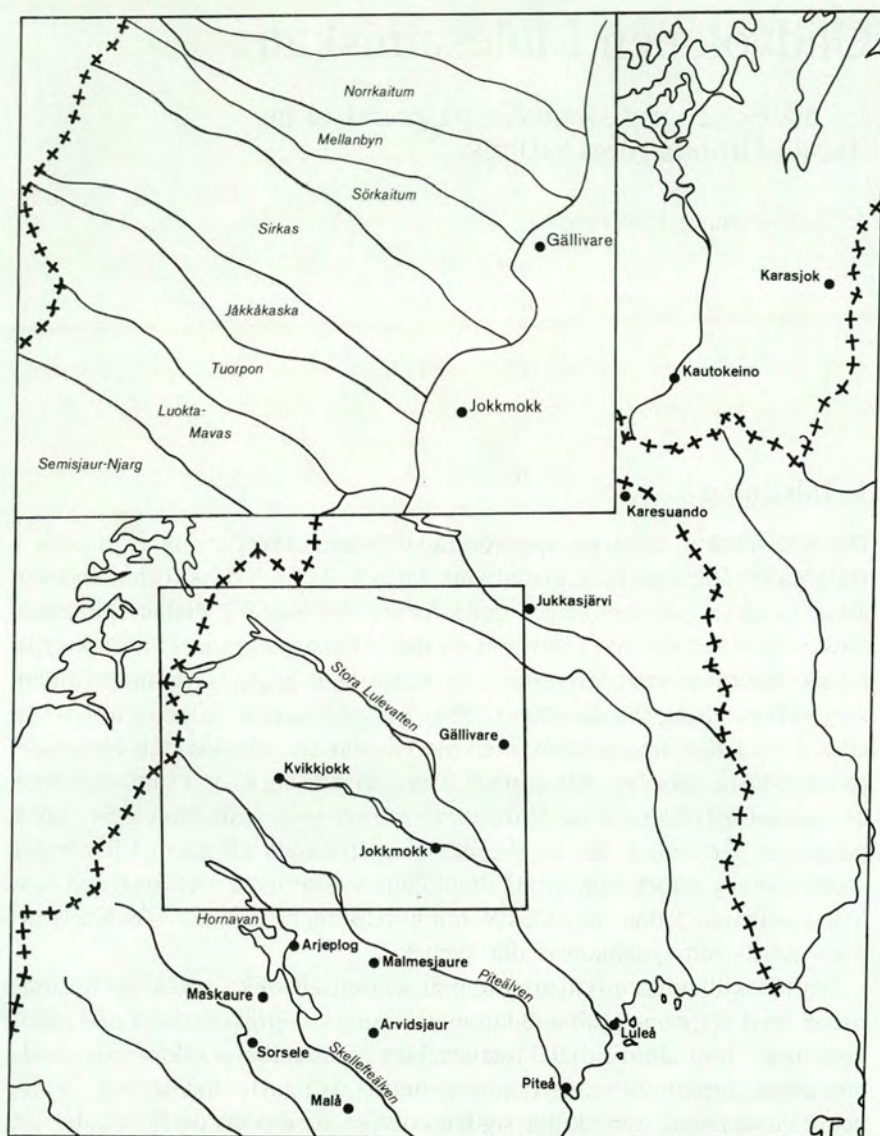 Norrkaitum
Mellanbyn
Sörkaitum
Sirkas
Gällivare
Jåkkåkaska
Tuorpon
Jokkmokk
Luokta-
Mavas
Semisjaur-Njarg
Karasjok
Kautokeino
Karesuando
Jukkasjärvi
Stora Lulevatten
Gällivare
Kvikkjokk
Jokkmokk
Hornavan
Arjeplog
Malmesjaure
Piteälven
Maskaure
Arvidsjaur
Luleå
Sorsele
Skellefteälven
Piteå
Malå
CP